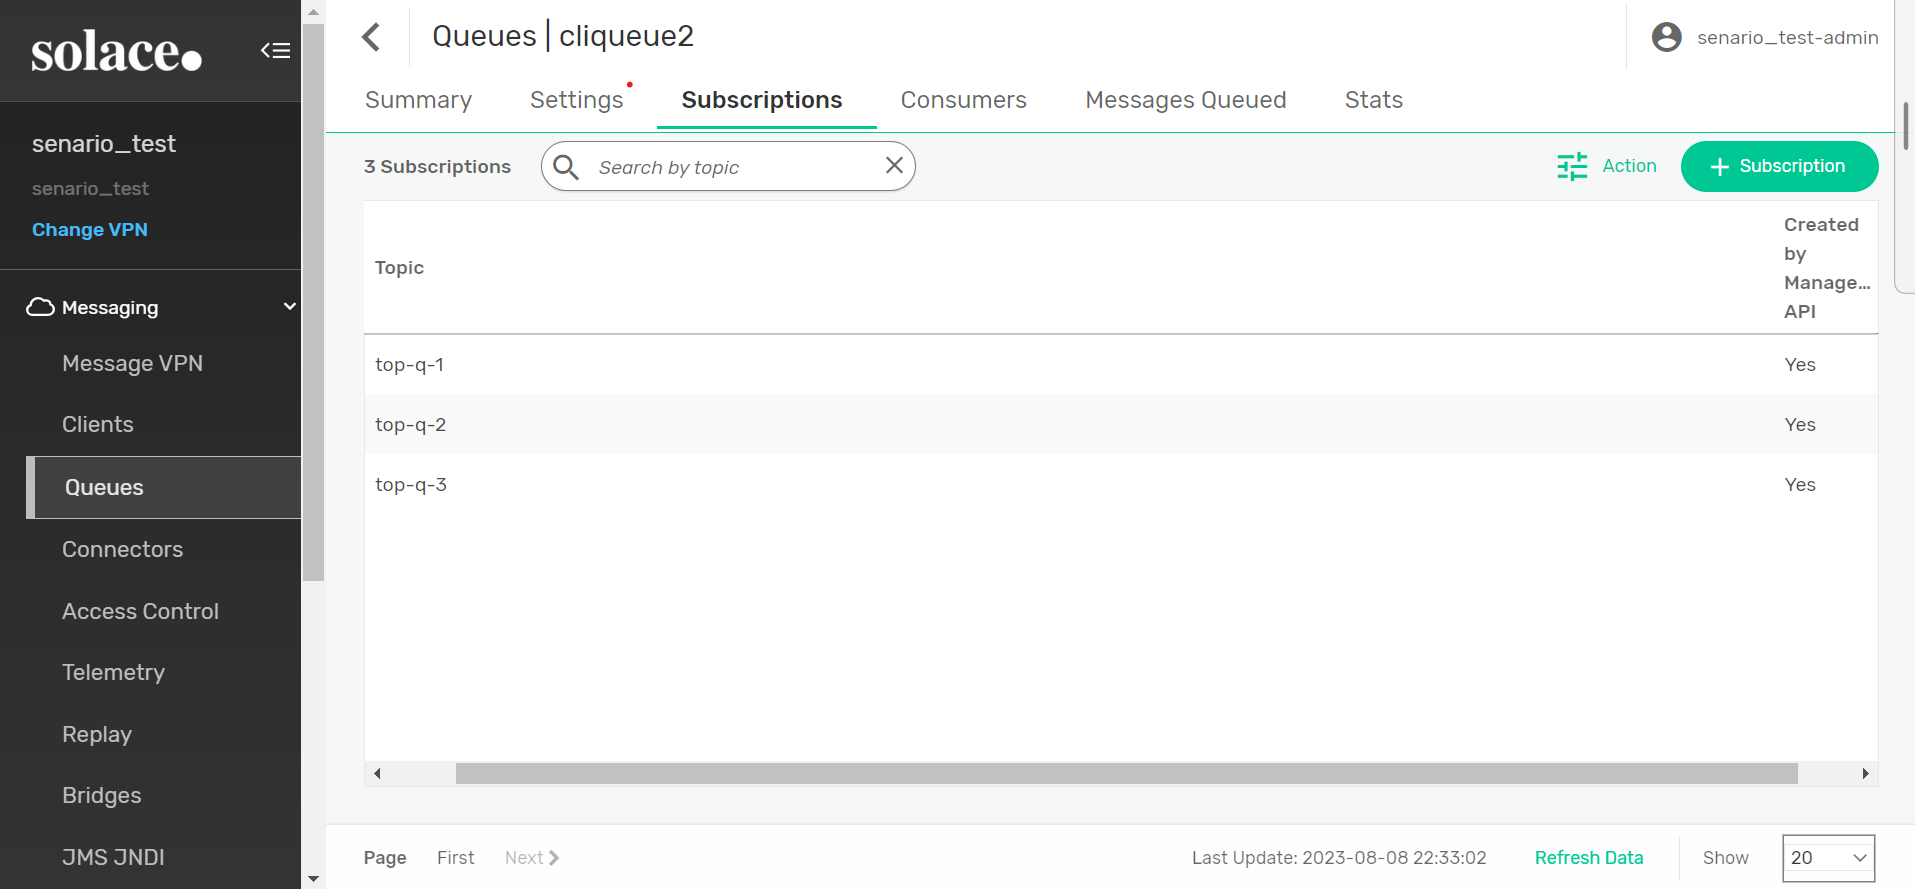 solace.
senario_test
senario_test
Change VPN
Messaging
Message VPN
Clients
Queues
Connectors
Access Control
Telemetry
Replay
Bridges
JMS JNDI
Queues | cliqueue2
senario_test-admin
Summary Settings Subscriptions Consumers Messages Queued Stats
3 Subscriptions Search by topic Action + Subscription
Topic
Created
by
Manage...
API
top-q-1 Yes
top-q-2 Yes
top-q-3 Yes
Page First Next Last Update: 2023-08-08 22:33:02 Refresh Data Show 20